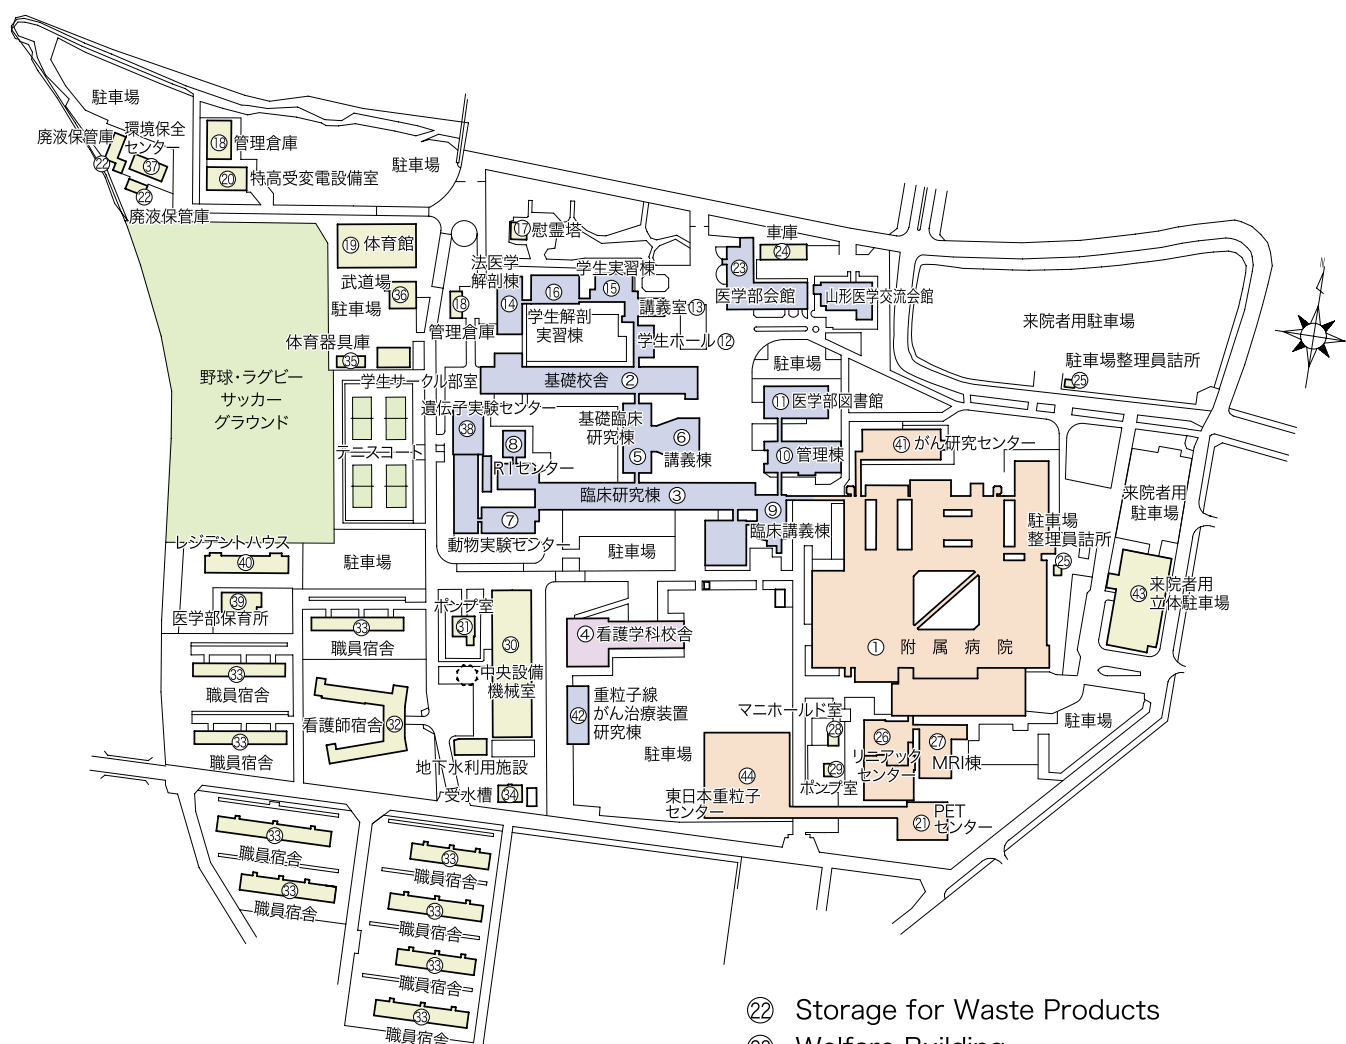 駐車場
廃液保管庫
㉒
環境保全
センター
㊲
㉒
廃液保管庫
⑱ 管理倉庫
⑳ 特高受変電設備室
駐車場
⑲ 体育館
武道場
㊱
駐車場
⑱
管理倉庫
体育器具庫
㉟
学生サークル部室
野球・ラグビー
サッカー
グラウンド
テニスコート
⑰ 慰霊塔
法医学
解剖棟
⑭
⑯
学生実習棟
⑮
講義室⑬
学生解剖
実習棟
学生ホール⑫
基礎校舎 ②
遺伝子実験センター
㊳
⑧
RIセンター
基礎臨床
研究棟
⑤
⑥
講義棟
臨床研究棟 ③
⑦
動物実験センター
駐車場
⑨
臨床講義棟
車庫
㉔
㉓
医学部会館
山形医学交流会館
駐車場
⑪ 医学部図書館
⑩ 管理棟
㊶ がん研究センター
来院者用駐車場
駐車場整理員詰所
㉕
来院者用
駐車場
駐車場
整理員詰所
㉕
㊸
来院者用
立体駐車場
① 附属病院
レジデントハウス
㊵
駐車場
㊴
医学部保育所
㉝
職員宿舎
㉝
職員宿舎
㉝
職員宿舎
看護師宿舎 ㉜
ポンプ室
㉛
㉚
中央設備
機械室
地下水利用施設
受水槽 ㉞
④ 看護学科校舎
㊷
重粒子線
がん治療装置
研究棟
駐車場
㊹
東日本重粒子
センター
マニホールド室
㉘
㉙
ポンプ室
㉖
リニアック
センター
㉗
MRI棟
駐車場
㉑
PET
センター
㉝
職員宿舎
㉝
職員宿舎
㉝
職員宿舎
㉝
職員宿舎
㉝
職員宿舎
㉝
職員宿舎
㉒ Storage for Waste Products
㉓ Welfare Building